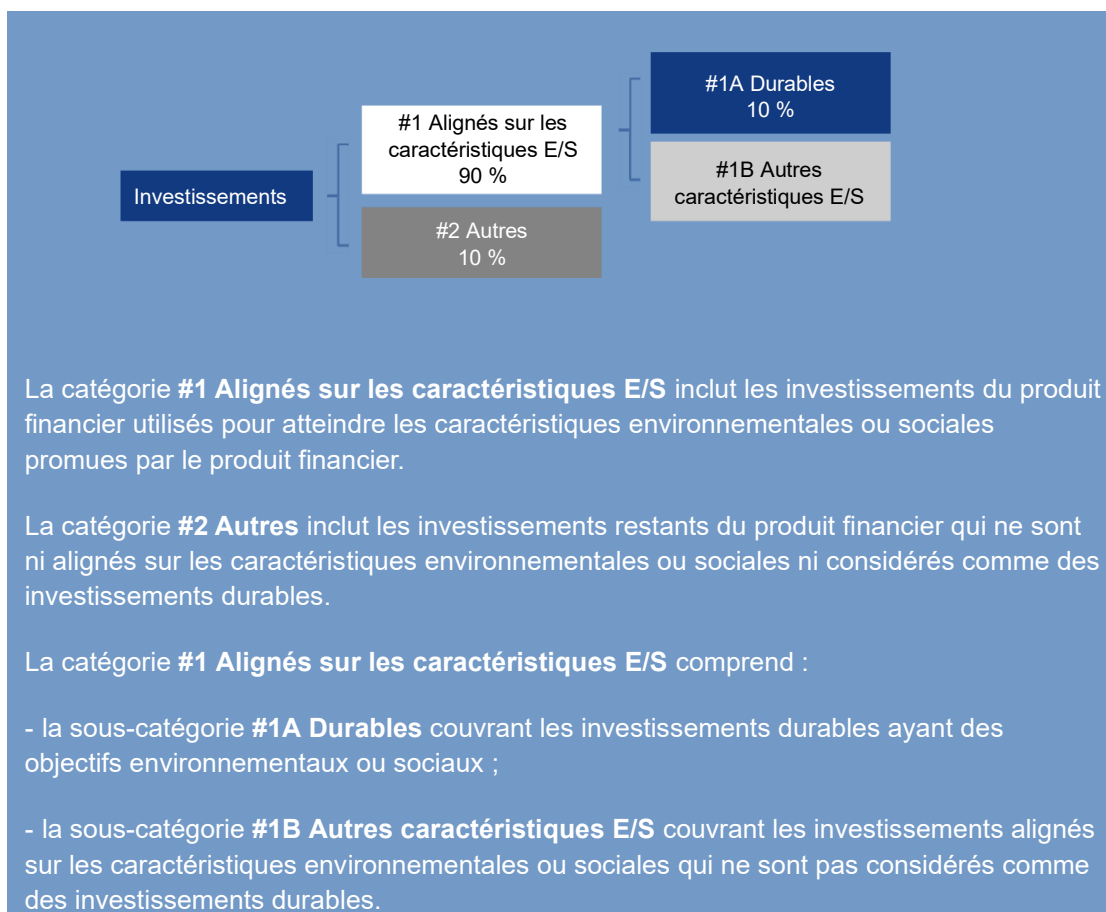 Investissements
#1 Alignés sur les
caractéristiques E/S
90 %
#2 Autres
10 %
#1A Durables
10 %
#1B Autres
caractéristiques E/S
La catégorie #1 Alignés sur les caractéristiques E/S inclut les investissements du produit
financier utilisés pour atteindre les caractéristiques environnementales ou sociales
promues par le produit financier.
La catégorie #2 Autres inclut les investissements restants du produit financier qui ne sont
ni alignés sur les caractéristiques environnementales ou sociales ni considérés comme des
investissements durables.
La catégorie #1 Alignés sur les caractéristiques E/S comprend :
- la sous-catégorie #1A Durables couvrant les investissements durables ayant des
objectifs environnementaux ou sociaux ;
- la sous-catégorie #1B Autres caractéristiques E/S couvrant les investissements alignés
sur les caractéristiques environnementales ou sociales qui ne sont pas considérés comme
des investissements durables.